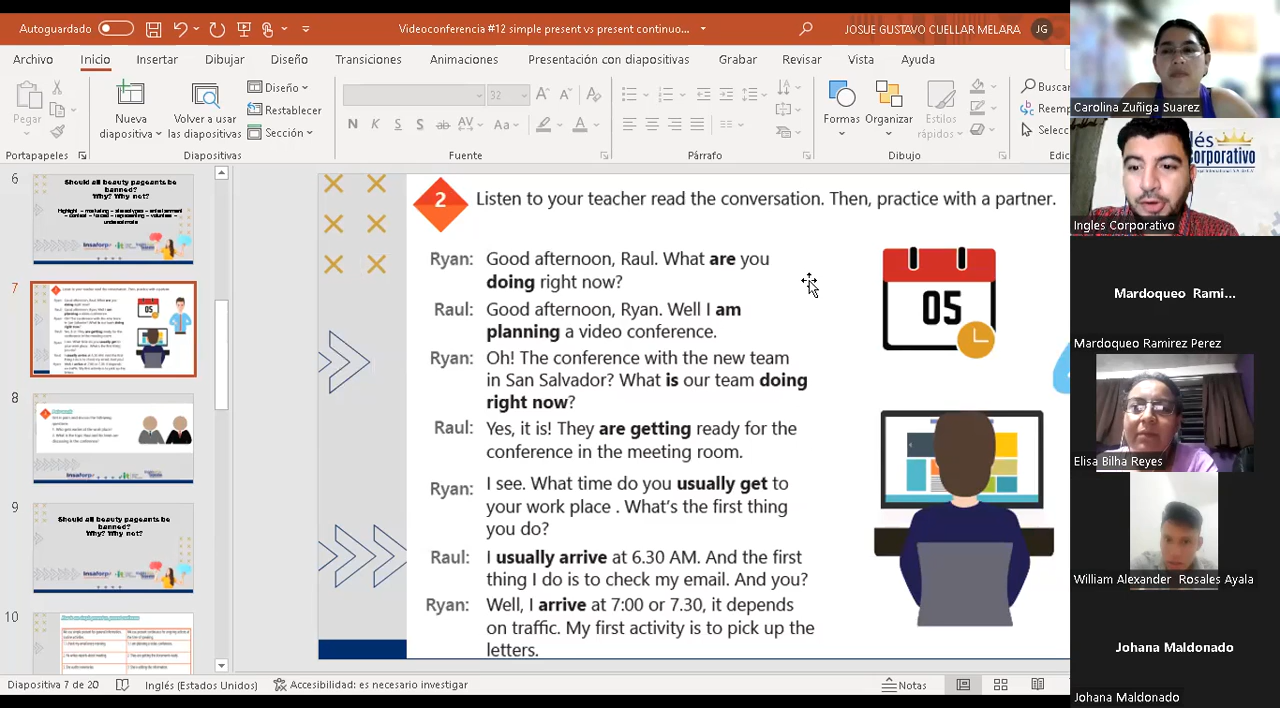 Autoguardado
Videoconferencia #12 simple present vs present continuo...
JOSUE GUSTAVO CUELLAR MELARA
JG
Archivo Inicio Insertar Dibujar Diseño Transiciones Animaciones Presentación con diapositivas Grabar Revisar Vista Ayuda
Pegar
Nueva diapositiva
Volver a usar las diapositivas
Diseño
Restablecer
Sección
32
N K S S ab AV Aa A
Formas
Organizar
Estilos rápidos
Buscar
Reemp
Selecc
Portapapeles Diapositivas Fuente Párrafo Dibujo Edic
6
Should all beauty pageants be
banned?
Why? Why not?
7
8
9
Should all beauty pageants be
banned?
Why? Why not?
10
2
Listen to your teacher read the conversation. Then, practice with a partner.
Ryan: Good afternoon, Raul. What are you
doing right now?
Raul: Good afternoon, Ryan. Well I am
planning a video conference.
Ryan: Oh! The conference with the new team
in San Salvador? What is our team doing
right now?
Raul: Yes, it is! They are getting ready for the
conference in the meeting room.
Ryan: I see. What time do you usually get to
your work place . What's the first thing
you do?
Raul: I usually arrive at 6.30 AM. And the first
thing I do is to check my email. And you?
Ryan: Well, I arrive at 7:00 or 7.30, it depends
on traffic. My first activity is to pick up the
letters.
05
Diapositiva 7 de 20
Inglés (Estados Unidos)
Accesibilidad: es necesario investigar
Notas
Carolina Zuñiga Suarez
lés
orporativo
Ingles Corporativo
Mardoqueo Rami...
Mardoqueo Ramirez Perez
Elisa Bilha Reyes
William Alexander Rosales Ayala
Johana Maldonado
Johana Maldonado